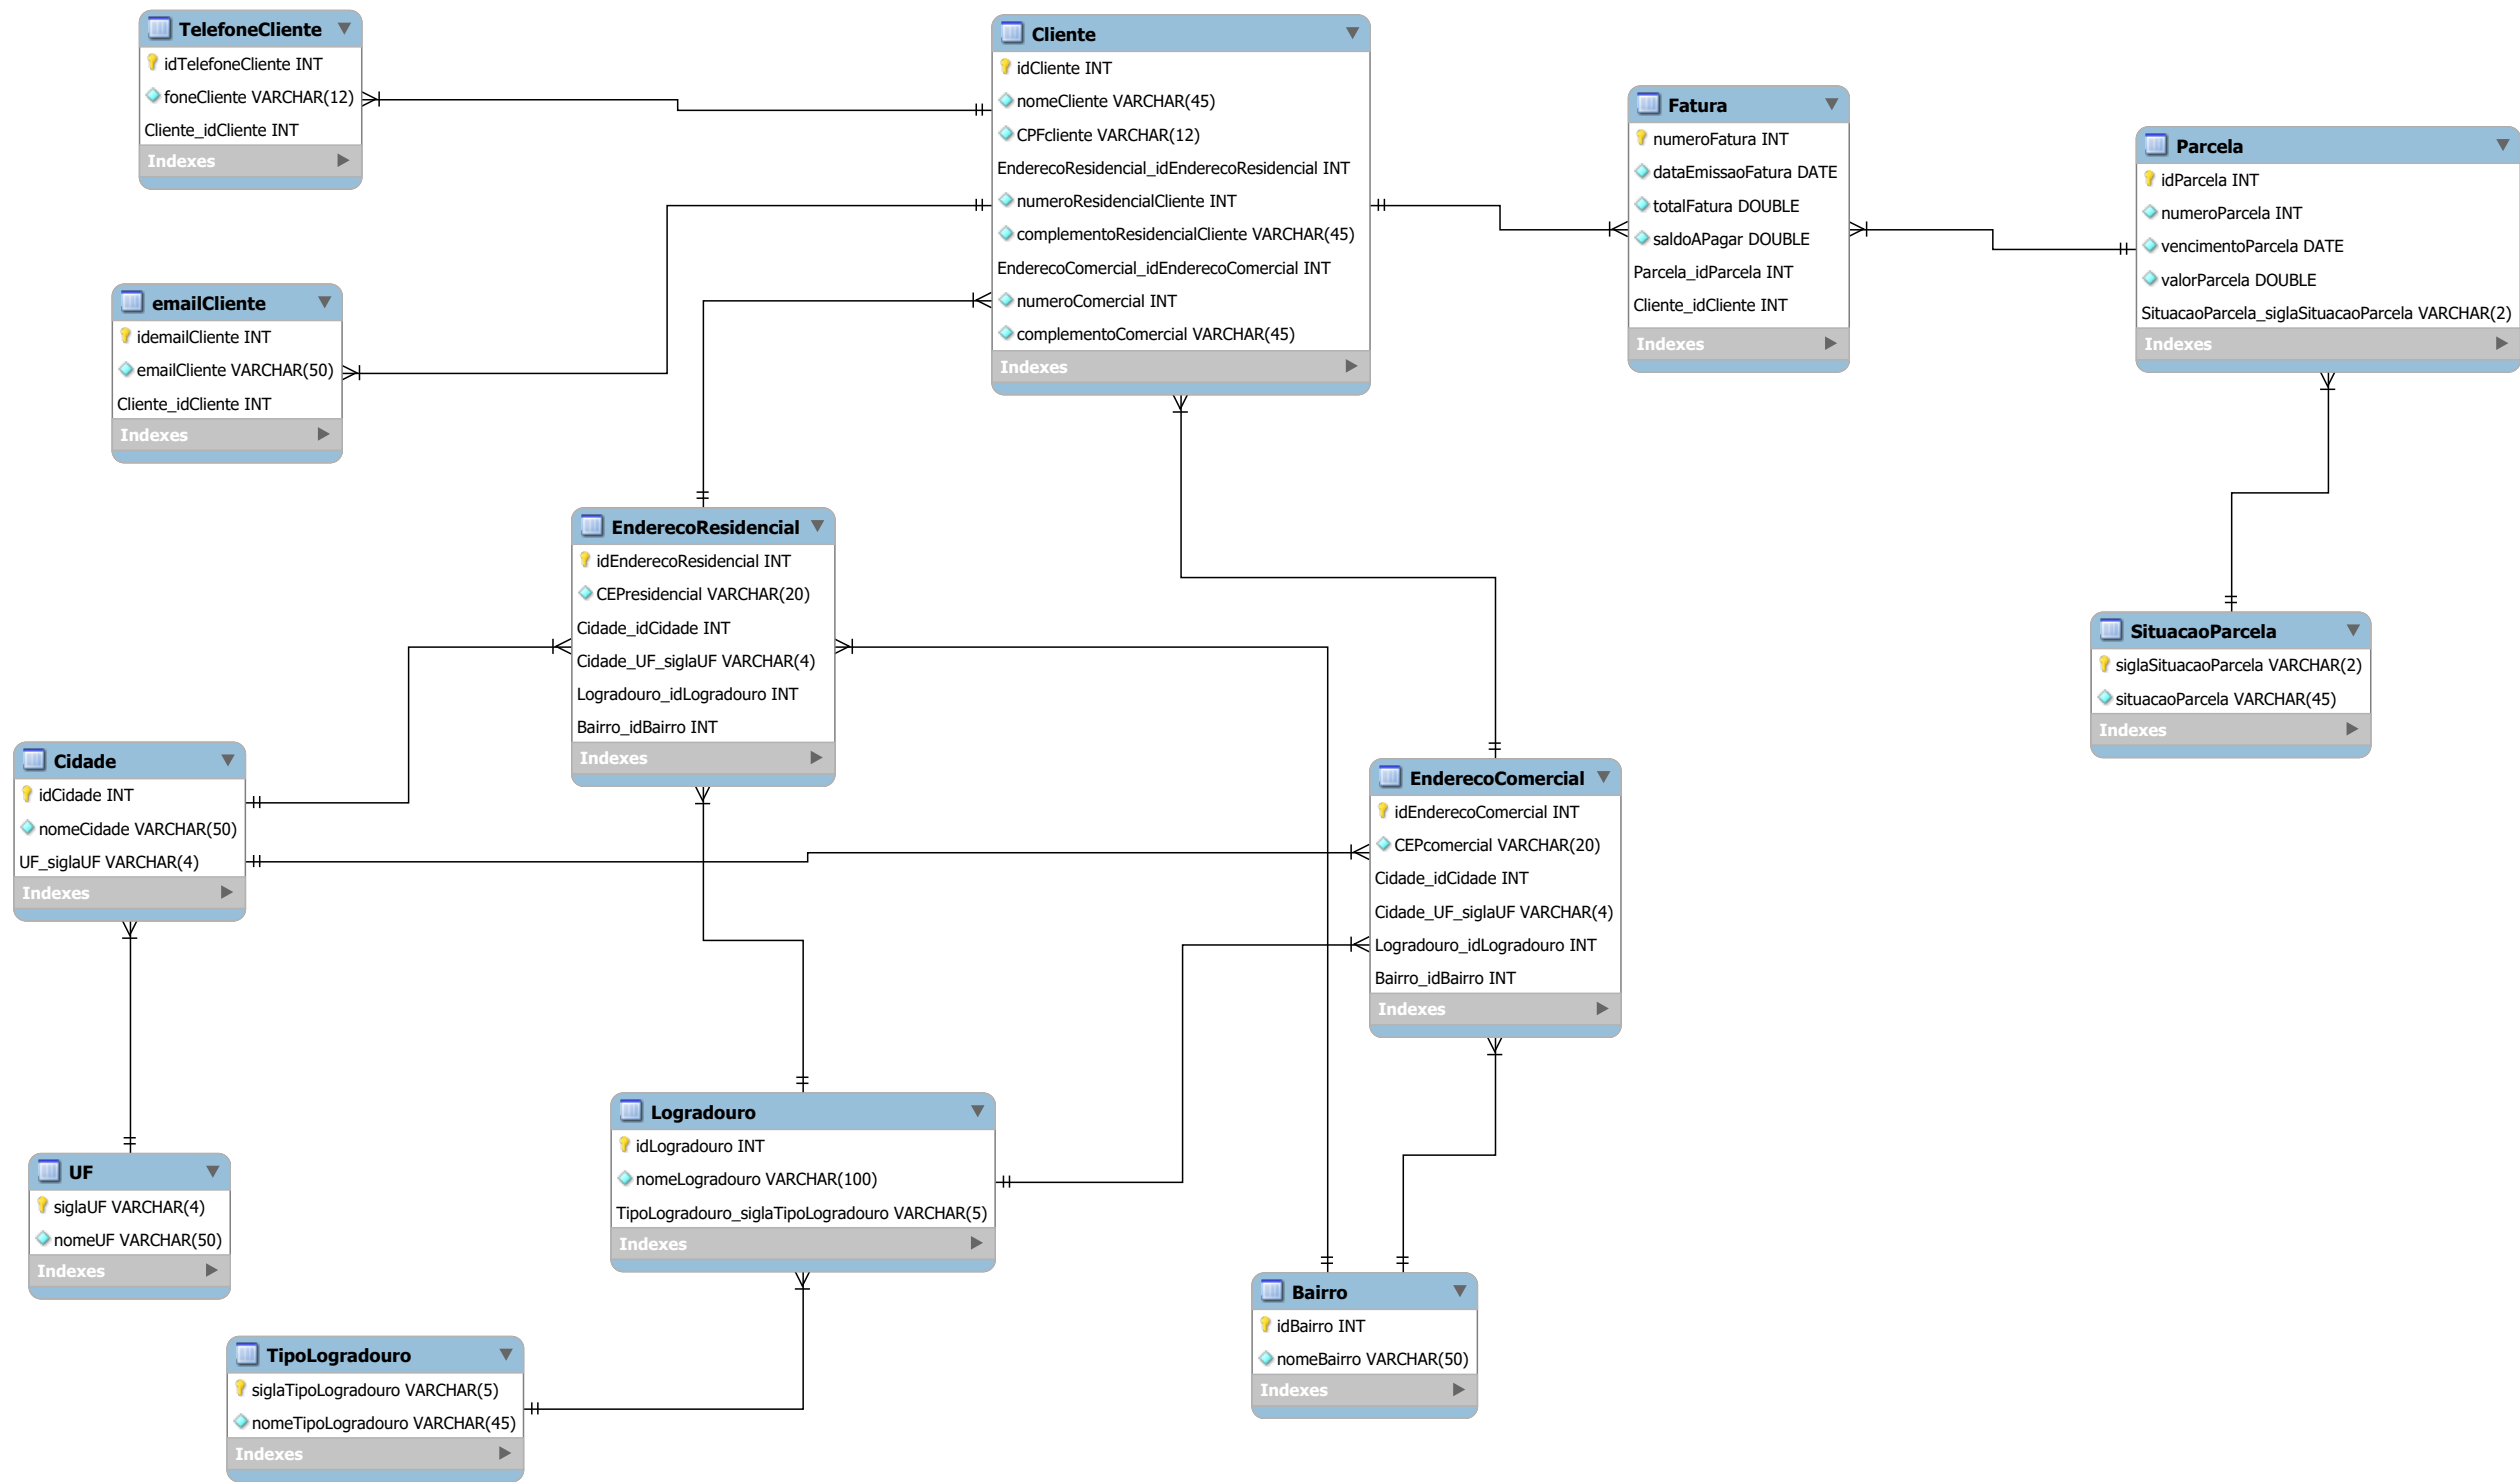 TelefoneCliente
idTelefoneCliente INT
foneCliente VARCHAR(12)
Cliente_idCliente INT
Indexes
Cliente
idCliente INT
nomeCliente VARCHAR(45)
CPFcliente VARCHAR(12)
EnderecoResidencial_idEnderecoResidencial INT
numeroResidencialCliente INT
complementoResidencialCliente VARCHAR(45)
EnderecoComercial_idEnderecoComercial INT
numeroComercial INT
complementoComercial VARCHAR(45)
Indexes
Fatura
numeroFatura INT
dataEmissaoFatura DATE
totalFatura DOUBLE
saldoAPagar DOUBLE
Parcela_idParcela INT
Cliente_idCliente INT
Indexes
Parcela
idParcela INT
numeroParcela INT
vencimentoParcela DATE
valorParcela DOUBLE
SituacaoParcela_siglaSituacaoParcela VARCHAR(2)
Indexes
emailCliente
idemailCliente INT
emailCliente VARCHAR(50)
Cliente_idCliente INT
Indexes
EnderecoResidencial
idEnderecoResidencial INT
CEPresidencial VARCHAR(20)
Cidade_idCidade INT
Cidade_UF_siglaUF VARCHAR(4)
Logradouro_idLogradouro INT
Bairro_idBairro INT
Indexes
SituacaoParcela
siglaSituacaoParcela VARCHAR(2)
situacaoParcela VARCHAR(45)
Indexes
Cidade
idCidade INT
nomeCidade VARCHAR(50)
UF_siglaUF VARCHAR(4)
Indexes
EnderecoComercial
idEnderecoComercial INT
CEPcomercial VARCHAR(20)
Cidade_idCidade INT
Cidade_UF_siglaUF VARCHAR(4)
Logradouro_idLogradouro INT
Bairro_idBairro INT
Indexes
Logradouro
idLogradouro INT
nomeLogradouro VARCHAR(100)
TipoLogradouro_siglaTipoLogradouro VARCHAR(5)
Indexes
UF
siglaUF VARCHAR(4)
nomeUF VARCHAR(50)
Indexes
Bairro
idBairro INT
nomeBairro VARCHAR(50)
Indexes
TipoLogradouro
siglaTipoLogradouro VARCHAR(5)
nomeTipoLogradouro VARCHAR(45)
Indexes